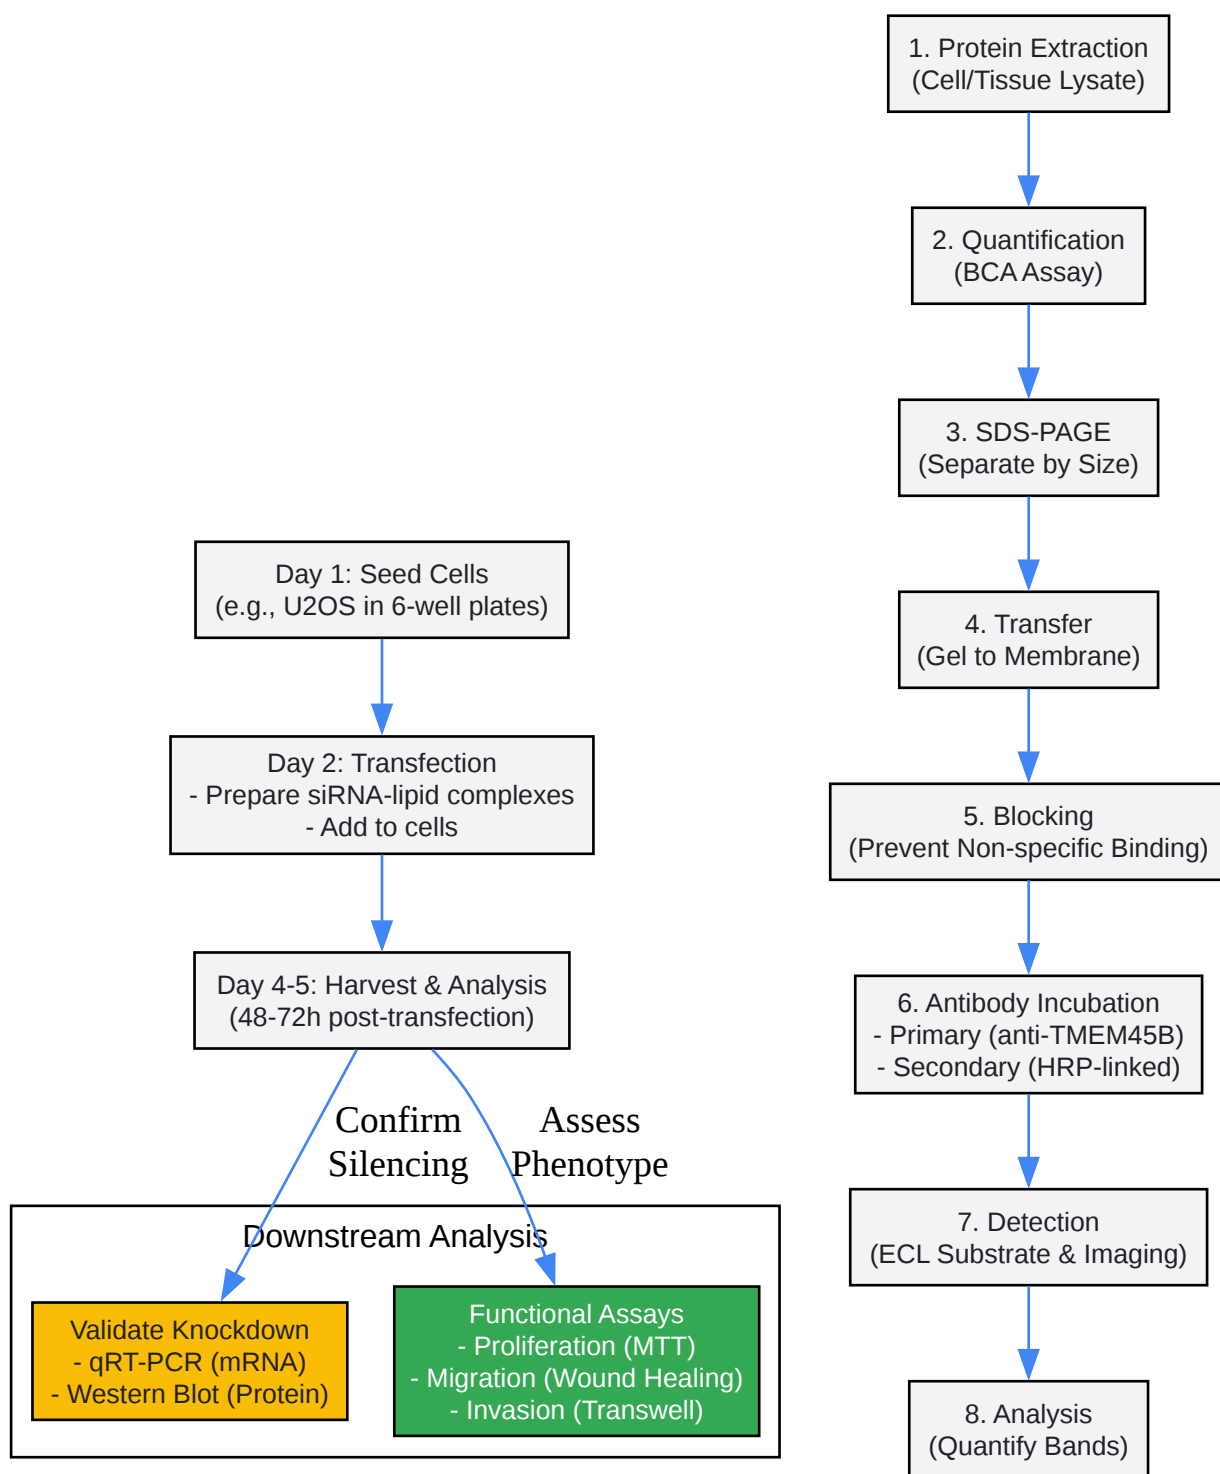 Day 1: Seed Cells
(e.g., U2OS in 6-well plates)
Day 2: Transfection
- Prepare siRNA-lipid complexes
- Add to cells
Day 4-5: Harvest & Analysis
(48-72h post-transfection)
Confirm
Silencing
Assess
Phenotype
Downstream Analysis
Validate Knockdown
- qRT-PCR (mRNA)
- Western Blot (Protein)
Functional Assays
- Proliferation (MTT)
- Migration (Wound Healing)
- Invasion (Transwell)
1. Protein Extraction
(Cell/Tissue Lysate)
2. Quantification
(BCA Assay)
3. SDS-PAGE
(Separate by Size)
4. Transfer
(Gel to Membrane)
5. Blocking
(Prevent Non-specific Binding)
6. Antibody Incubation
- Primary (anti-TMEM45B)
- Secondary (HRP-linked)
7. Detection
(ECL Substrate & Imaging)
8. Analysis
(Quantify Bands)